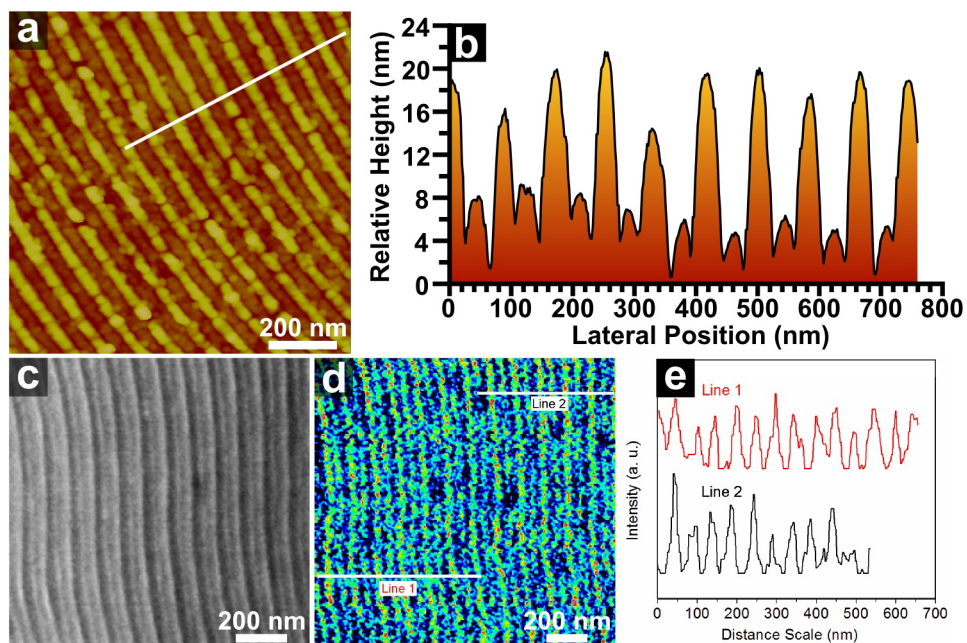 a
200 nm
b
Relative Height (nm)
24
20
16
12
8
4
0
0 100 200 300 400 500 600 700 800
Lateral Position (nm)
c
200 nm
d
Line 2
Line 1
200 nm
e
Line 1
Line 2
Intensity (a. u.)
0 100 200 300 400 500 600 700
Distance Scale (nm)